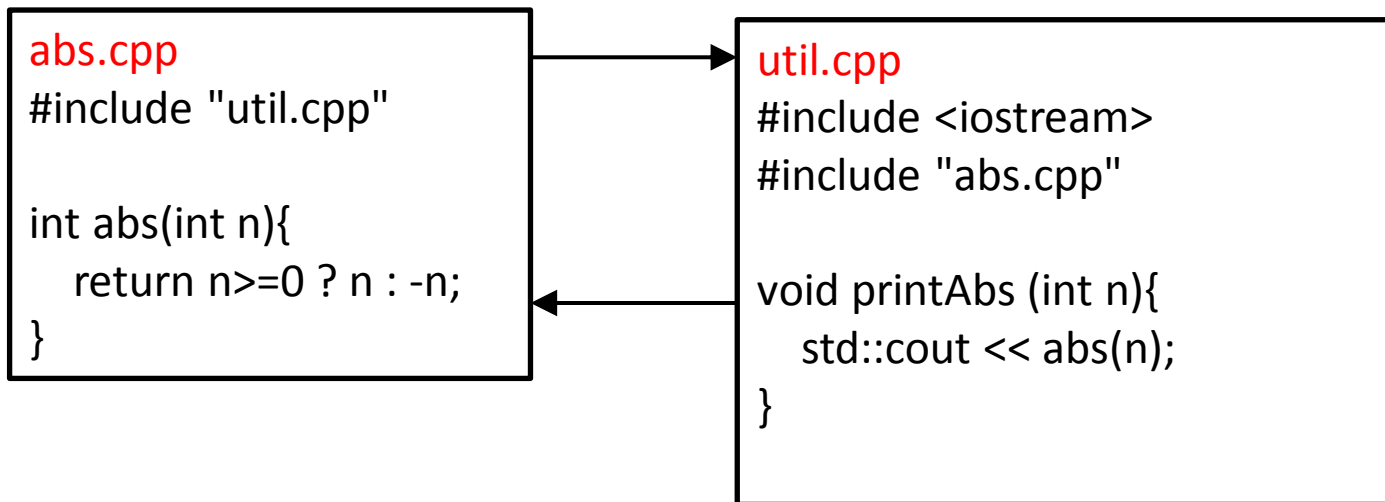 abs.cpp
#include "util.cpp"
int abs(int n){
return n>=0 ? n : -n;
}
util.cpp
#include <iostream>
#include "abs.cpp"
void printAbs (int n){
std::cout << abs(n);
}